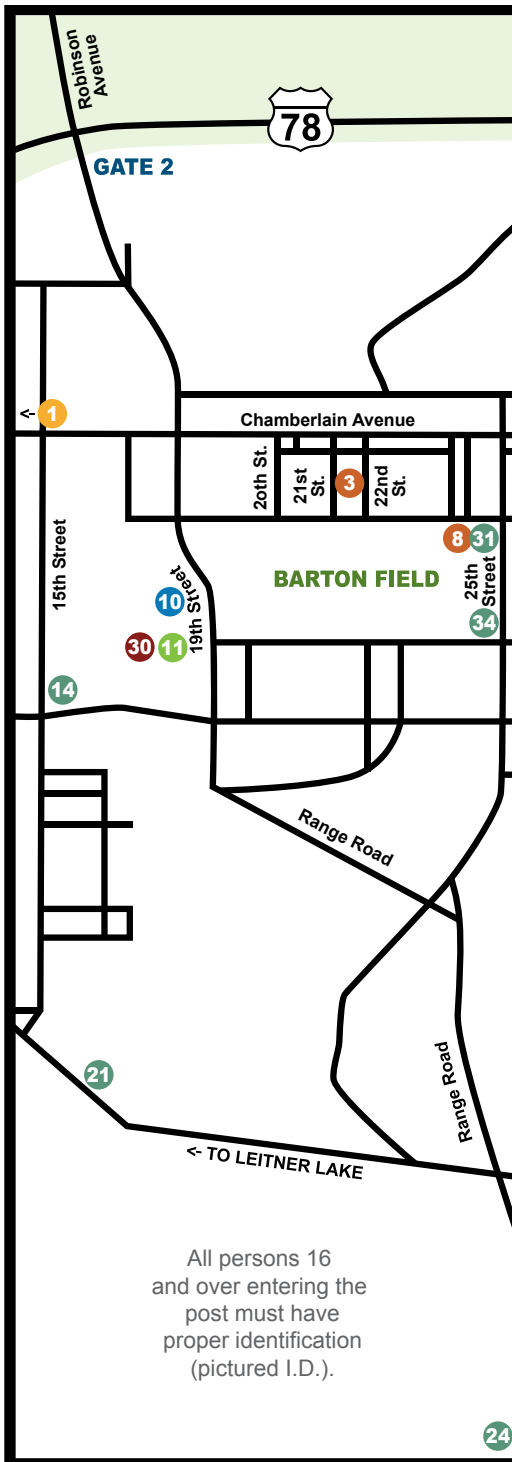 Robinson
Avenue
78
GATE 2
<- 1
Chamberlain Avenue
2oth St.
21st
St.
3
22nd
St.
8
31
15th Street
BARTON FIELD
25th
Street
10
19th Street
34
30
11
14
Range Road
21
Range Road
<- TO LEITNER LAKE
All persons 16
and over entering the
post must have
proper identification
(pictured I.D.).
24